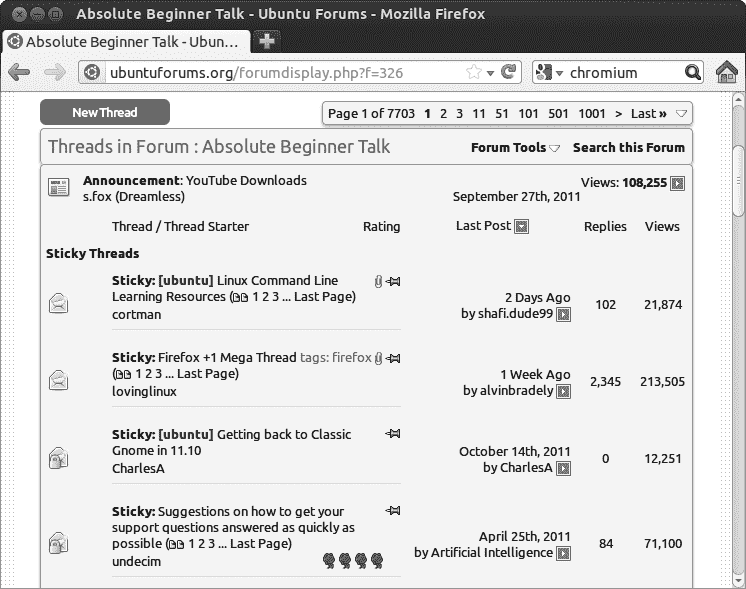 Absolute Beginner Talk - Ubuntu Forums - Mozilla Firefox
Absolute Beginner Talk - Ubun...
ubuntuforums.org/forumdisplay.php?f=326
chromium
New Thread
Page 1 of 7703 1 2 3 11 51 101 501 1001 > Last »
Threads in Forum : Absolute Beginner Talk
Forum Tools Search this Forum
Announcement: YouTube Downloads
s.fox (Dreamless)
Views: 108,255
September 27th, 2011
Thread / Thread Starter Rating Last Post Replies Views
Sticky Threads
Sticky: [ubuntu] Linux Command Line
Learning Resources ( 1 2 3 ... Last Page)
cortman
2 Days Ago
by shafi.dude99
102 21,874
Sticky: Firefox +1 Mega Thread tags: firefox
( 1 2 3 ... Last Page)
lovinglinux
1 Week Ago
by alvinbradely
2,345 213,505
Sticky: [ubuntu] Getting back to Classic
Gnome in 11.10
CharlesA
October 14th, 2011
by CharlesA
0 12,251
Sticky: Suggestions on how to get your
support questions answered as quickly as
possible ( 1 2 3 ... Last Page)
undecim
April 25th, 2011
by Artificial Intelligence
84 71,100